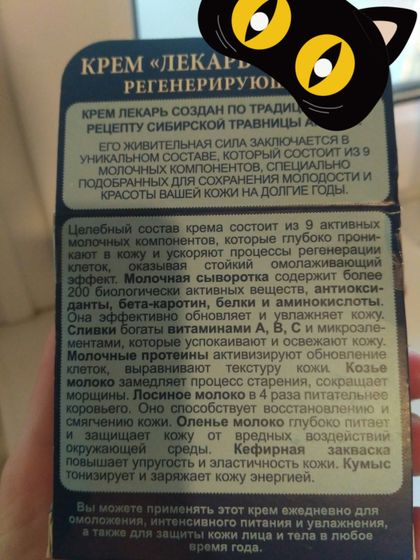 КРЕМ «ЛЕКАРЬ
РЕГЕНЕРИРУЮ
КРЕМ ЛЕКАРЬ СОЗДАН ПО
РЕЦЕПТУ СИБИРСКОЙ ТРАВНИЦЫ
ЕГО ЖИВИТЕЛЬНАЯ СИЛА ЗАКЛЮЧАЕТСЯ В
УНИКАЛЬНОМ СОСТАВЕ, КОТОРЫЙ СОСТОИТ ИЗ 9
МОЛОЧНЫХ КОМПОНЕНТОВ, СПЕЦИАЛЬНО
ПОДОБРАННЫХ ДЛЯ СОХРАНЕНИЯ МОЛОДОСТИ И
КРАСОТЫ ВАШЕЙ КОЖИ НА ДОЛГИЕ ГОДЫ.
Целебный состав крема состоит из 9 активных
молочных компонентов, которые глубоко прони-
кают в кожу и ускоряют процессы регенерации
клеток, оказывая стойкий омолаживающий
эффект. Молочная сыворотка содержит более
200 биологически активных веществ, антиокси-
данты, бета-каротин, белки и аминокислоты.
Она эффективно обновляет и увлажняет кожу.
Сливки богаты витаминами А, В, С и микроэле-
ментами, которые успокаивают и освежают кожу.
Молочные протеины активизируют обновление
клеток, выравнивают текстуру кожи. Козье
молоко замедляет процесс старения, сокращает
морщины. Лосиное молоко в 4 раза питательнее
коровьего. Оно способствует восстановлению и
смягчению кожи. Оленье молоко глубоко питает
и защищает кожу от вредных воздействий
окружающей среды. Кефирная закваска
повышает упругость и эластичность кожи. Кумыс
тонизирует и заряжает кожу энергией.
Вы можете применять этот крем ежедневно для
омоложения, интенсивного питания и увлажнения,
а также для защиты кожи лица и тела в любое
время года.